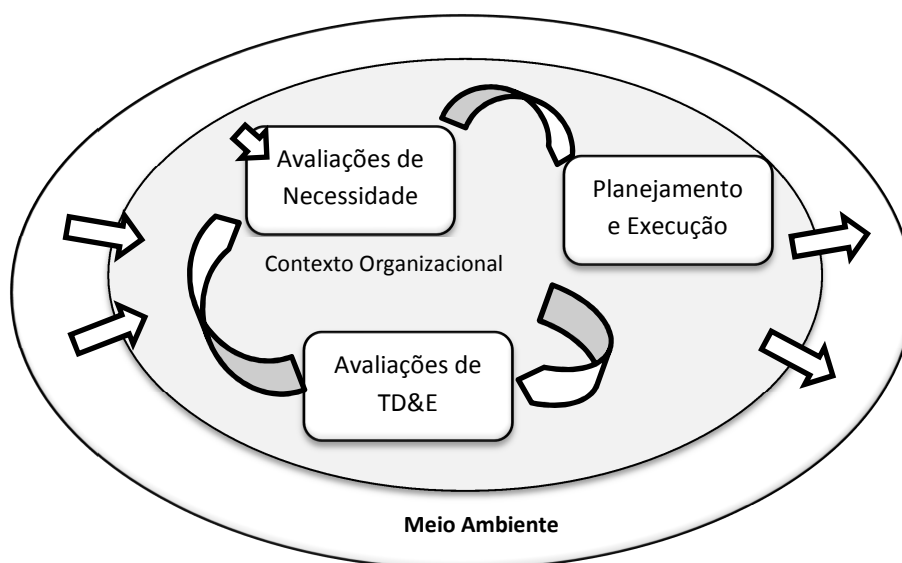 Avaliações de
Necessidade
Planejamento
e Execução
Contexto Organizacional
Avaliações de
TD&E
Meio Ambiente